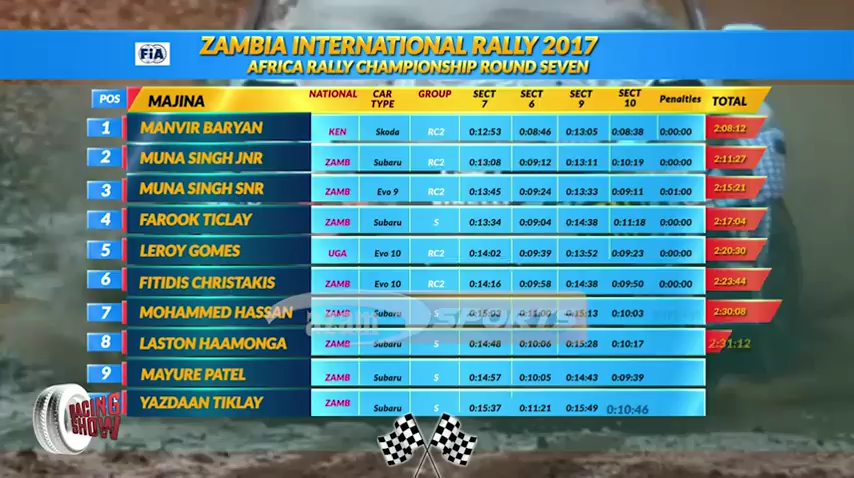 FiA
ZAMBIA INTERNATIONAL RALLY 2017
AFRICA RALLY CHAMPIONSHIP ROUND SEVEN
POS MAJINA NATIONAL CAR TYPE GROUP SECT 7 SECT 6 SECT 9 SECT 10 Penalties TOTAL
1 MANVIR BARYAN KEN Skoda RC2 0:12:53 0:08:46 0:13:05 0:08:38 0:00:00 2:08:12
2 MUNA SINGH JNR ZAMB Subaru RC2 0:13:08 0:09:12 0:13:11 0:10:19 0:00:00 2:11:27
3 MUNA SINGH SNR ZAMB Evo 9 RC2 0:13:45 0:09:24 0:13:33 0:09:11 0:01:00 2:15:21
4 FAROOK TICLAY ZAMB Subaru S 0:13:34 0:09:04 0:14:38 0:11:18 0:00:00 2:17:04
5 LEROY GOMES UGA Evo 10 RC2 0:14:02 0:09:39 0:13:52 0:09:23 0:00:00 2:20:30
6 FITIDIS CHRISTAKIS ZAMB Evo 10 RC2 0:14:16 0:09:58 0:14:38 0:09:50 0:00:00 2:23:44
7 MOHAMMED HASSAN ZAMB Subaru S 0:15:03 0:11:00 0:15:13 0:10:03 2:30:08
azam SPORTS
8 LASTON HAAMONGA ZAMB Subaru S 0:14:48 0:10:06 0:15:28 0:10:17 2:31:12
9 MAYURE PATEL ZAMB Subaru S 0:14:57 0:10:05 0:14:43 0:09:39
YAZDAAN TIKLAY ZAMB Subaru S 0:15:37 0:11:21 0:15:49 0:10:46
RACING
SHOW